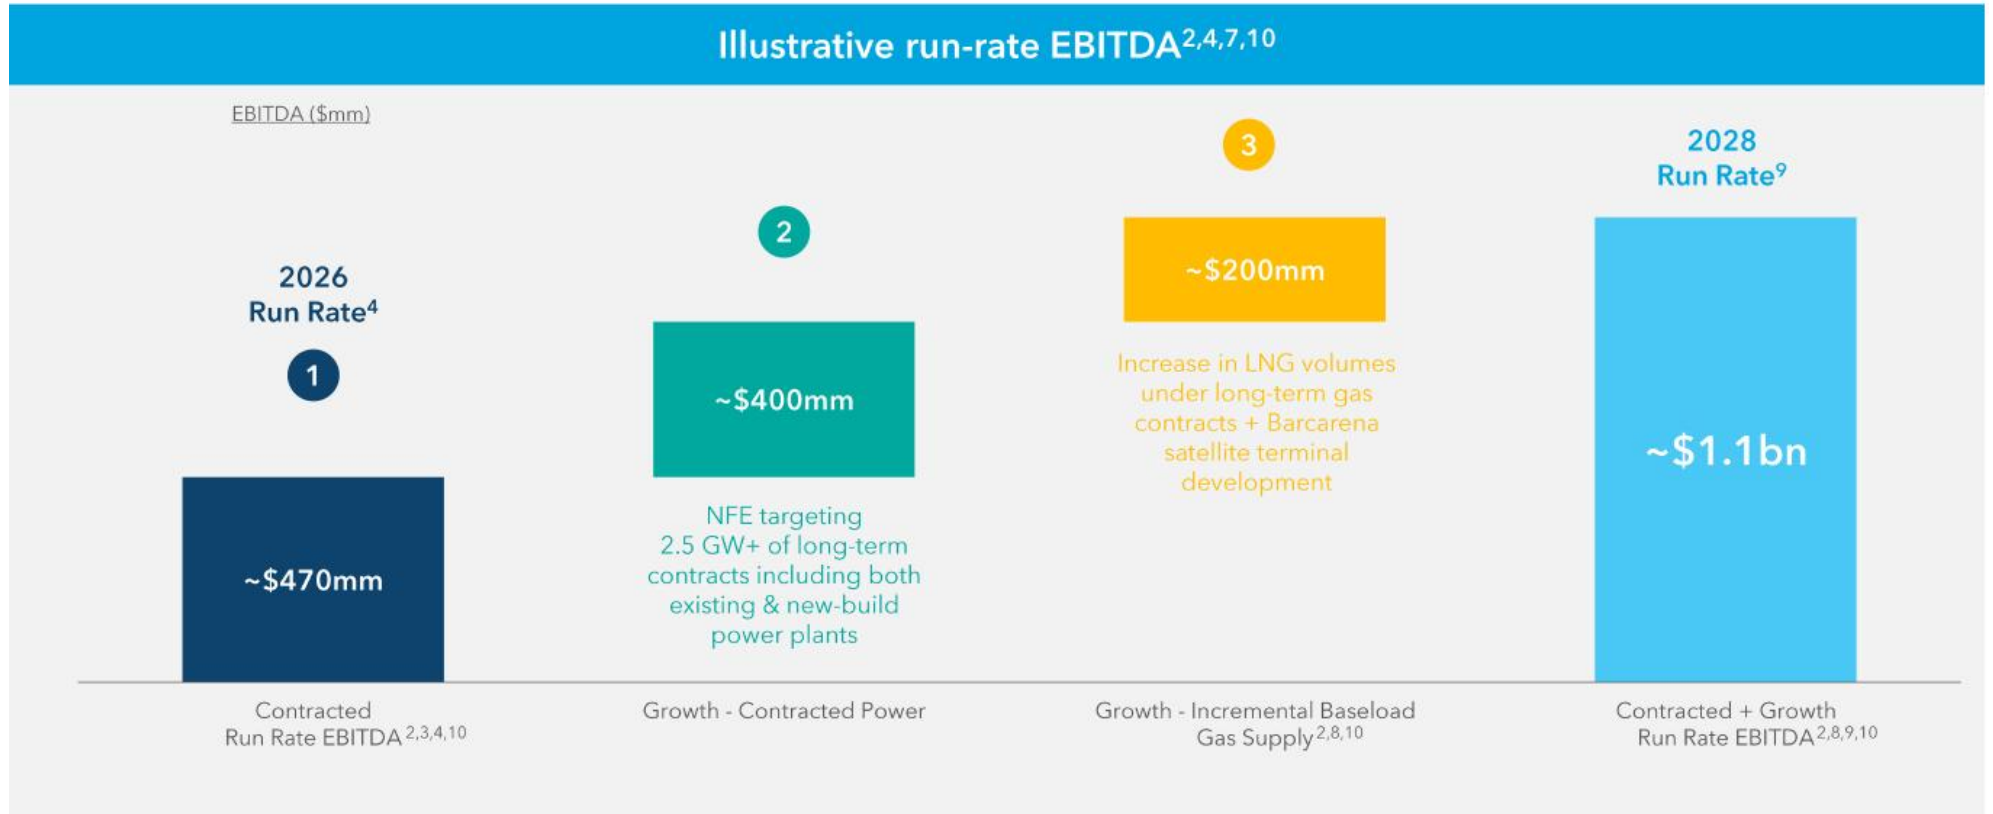 Illustrative run-rate EBITDA2,4,7,10
EBITDA ($mm)
2026
Run Rate4
1
~$470mm
Contracted
Run Rate EBITDA2,3,4,10
2
~$400mm
NFE targeting
2.5 GW+ of long-term
contracts including both
existing & new-build
power plants
Growth - Contracted Power
3
~$200mm
Increase in LNG volumes
under long-term gas
contracts + Barcarena
satellite terminal
development
Growth - Incremental Baseload
Gas Supply2,8,10
2028
Run Rate9
~$1.1bn
Contracted + Growth
Run Rate EBITDA2,8,9,10